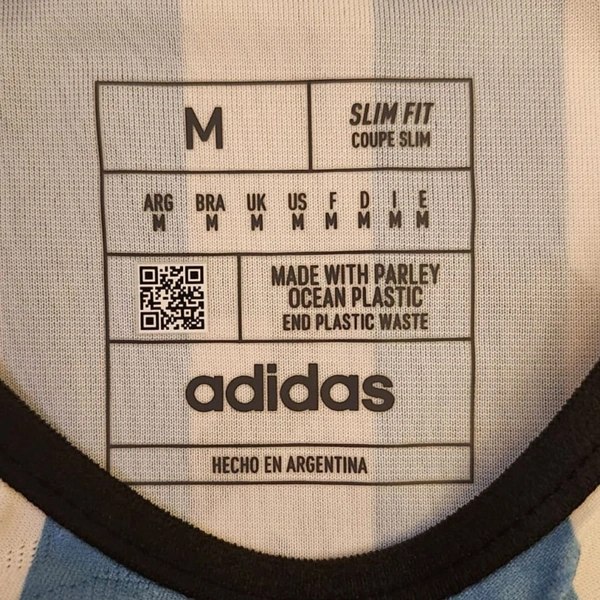 M
SLIM FIT
COUPE SLIM
ARG BRA UK US F D I E
M M M M M M M M
MADE WITH PARLEY
OCEAN PLASTIC
END PLASTIC WASTE
adidas
HECHO EN ARGENTINA